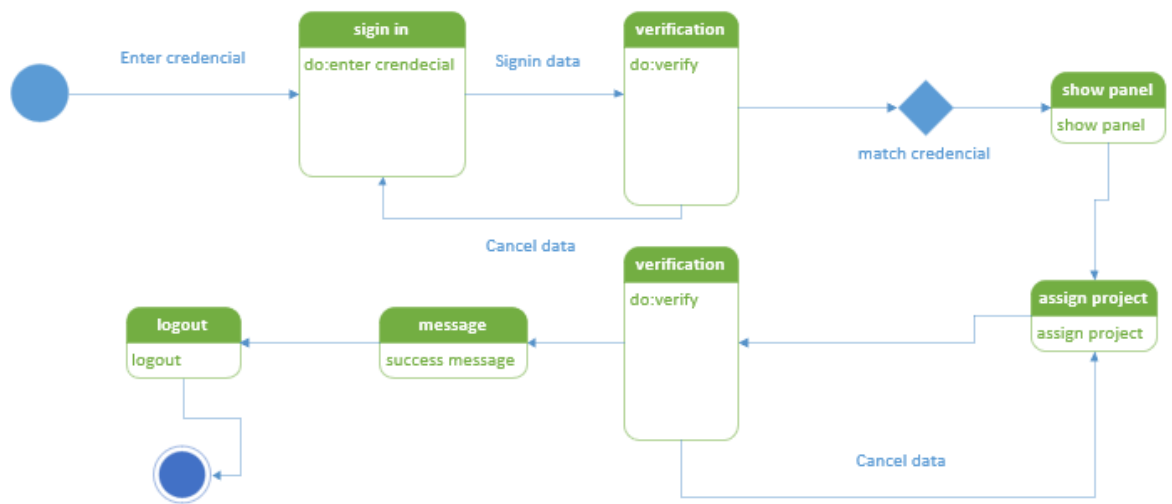 Enter credencial
sigin in
do:enter crendecial
Signin data
verification
do:verify
match credencial
show panel
show panel
Cancel data
assign project
assign project
verification
do:verify
message
success message
logout
logout
Cancel data